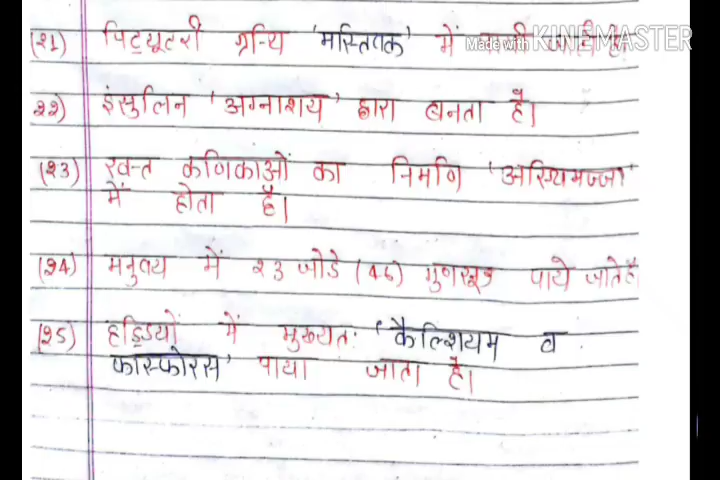 (21) पिट्यूटरी ग्रन्थि 'मस्तिष्क' में पायी जाती है।
Made with KINEMASTER
22) इंसुलिन 'अग्नाशय' द्वारा बनता है।
(23) रक्त कणिकाओं का निर्माण 'अस्थिमज्जा'
में होता है।
(24) मनुष्य में 23 जोडे (46) गुणसूत्र पाये जाते है
(25) हड्डियों में मुख्यतः 'कैल्शियम व
फास्फोरस' पाया जाता है।